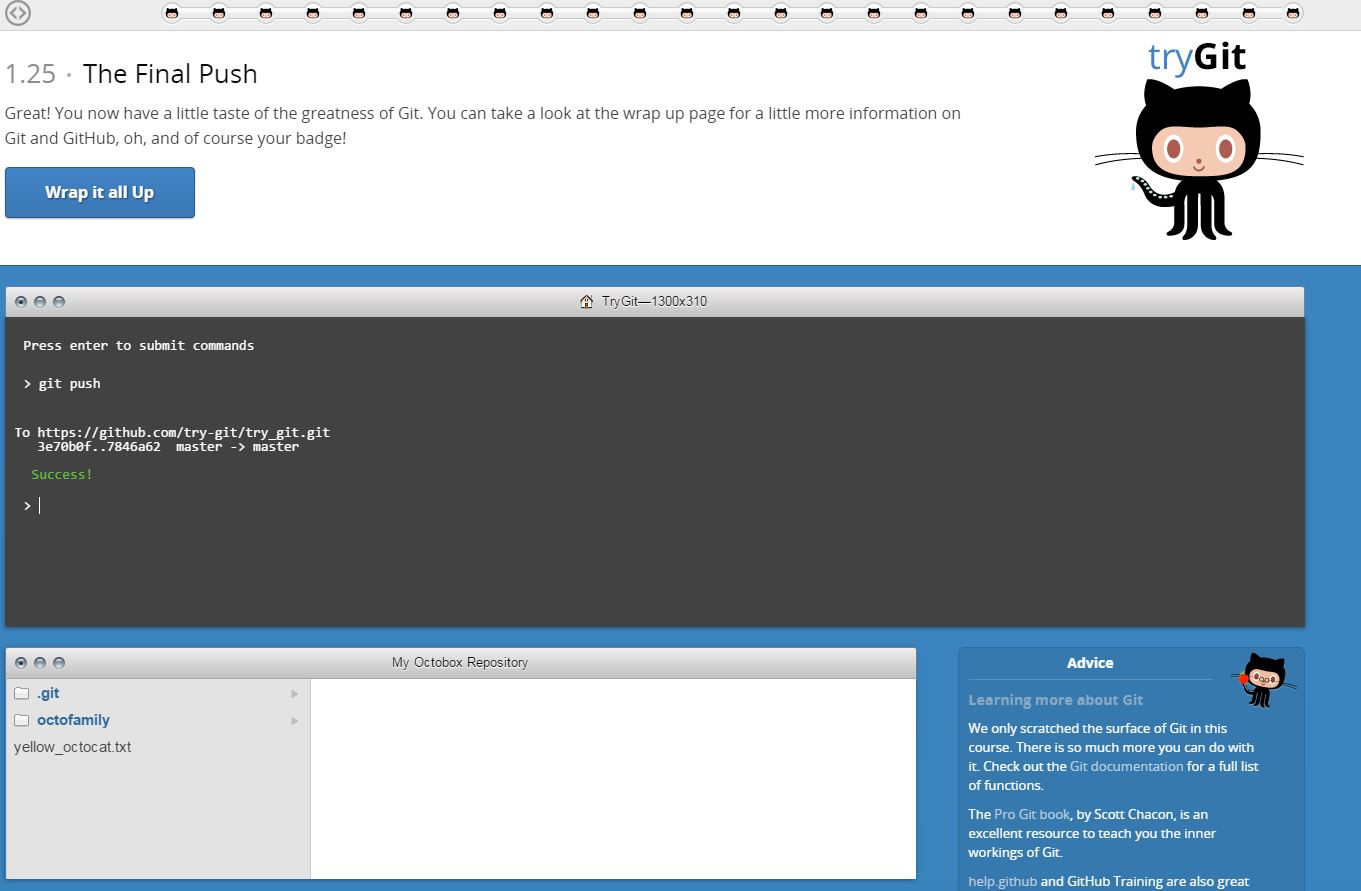 tryGit
1.25 · The Final Push
Great! You now have a little taste of the greatness of Git. You can take a look at the wrap up page for a little more information on
Git and GitHub, oh, and of course your badge!
Wrap it all Up
TryGit—1300x310
Press enter to submit commands
> git push
To https://github.com/try-git/try_git.git
3e70b0f..7846a62  master -> master
Success!
>
My Octobox Repository
.git
octofamily
yellow_octocat.txt
Advice
Learning more about Git
We only scratched the surface of Git in this
course. There is so much more you can do with
it. Check out the Git documentation for a full list
of functions.
The Pro Git book, by Scott Chacon, is an
excellent resource to teach you the inner
workings of Git.
help.github and GitHub Training are also great